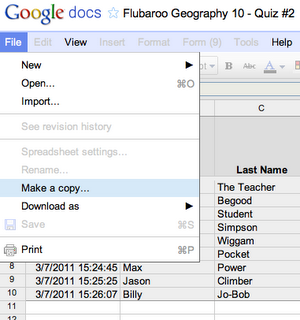 Google docs ☆ Flubaroo Geography 10 - Quiz #2
File Edit View Insert Format Form (9) Tools H
New ▶
Open... ⌘O
Import...
See revision history
Spreadsheet settings...
Rename...
Make a copy...
Download as ▶
Save ⌘S
Print ⌘P
pt B Abc A
C
Last Name
The Teacher
Begood
Student
Simpson
Wiggam
Pocket
8 3/7/2011 15:24:45 Max Power
9 3/7/2011 15:25:25 Jason Climber
10 3/7/2011 15:26:07 Billy Jo-Bob